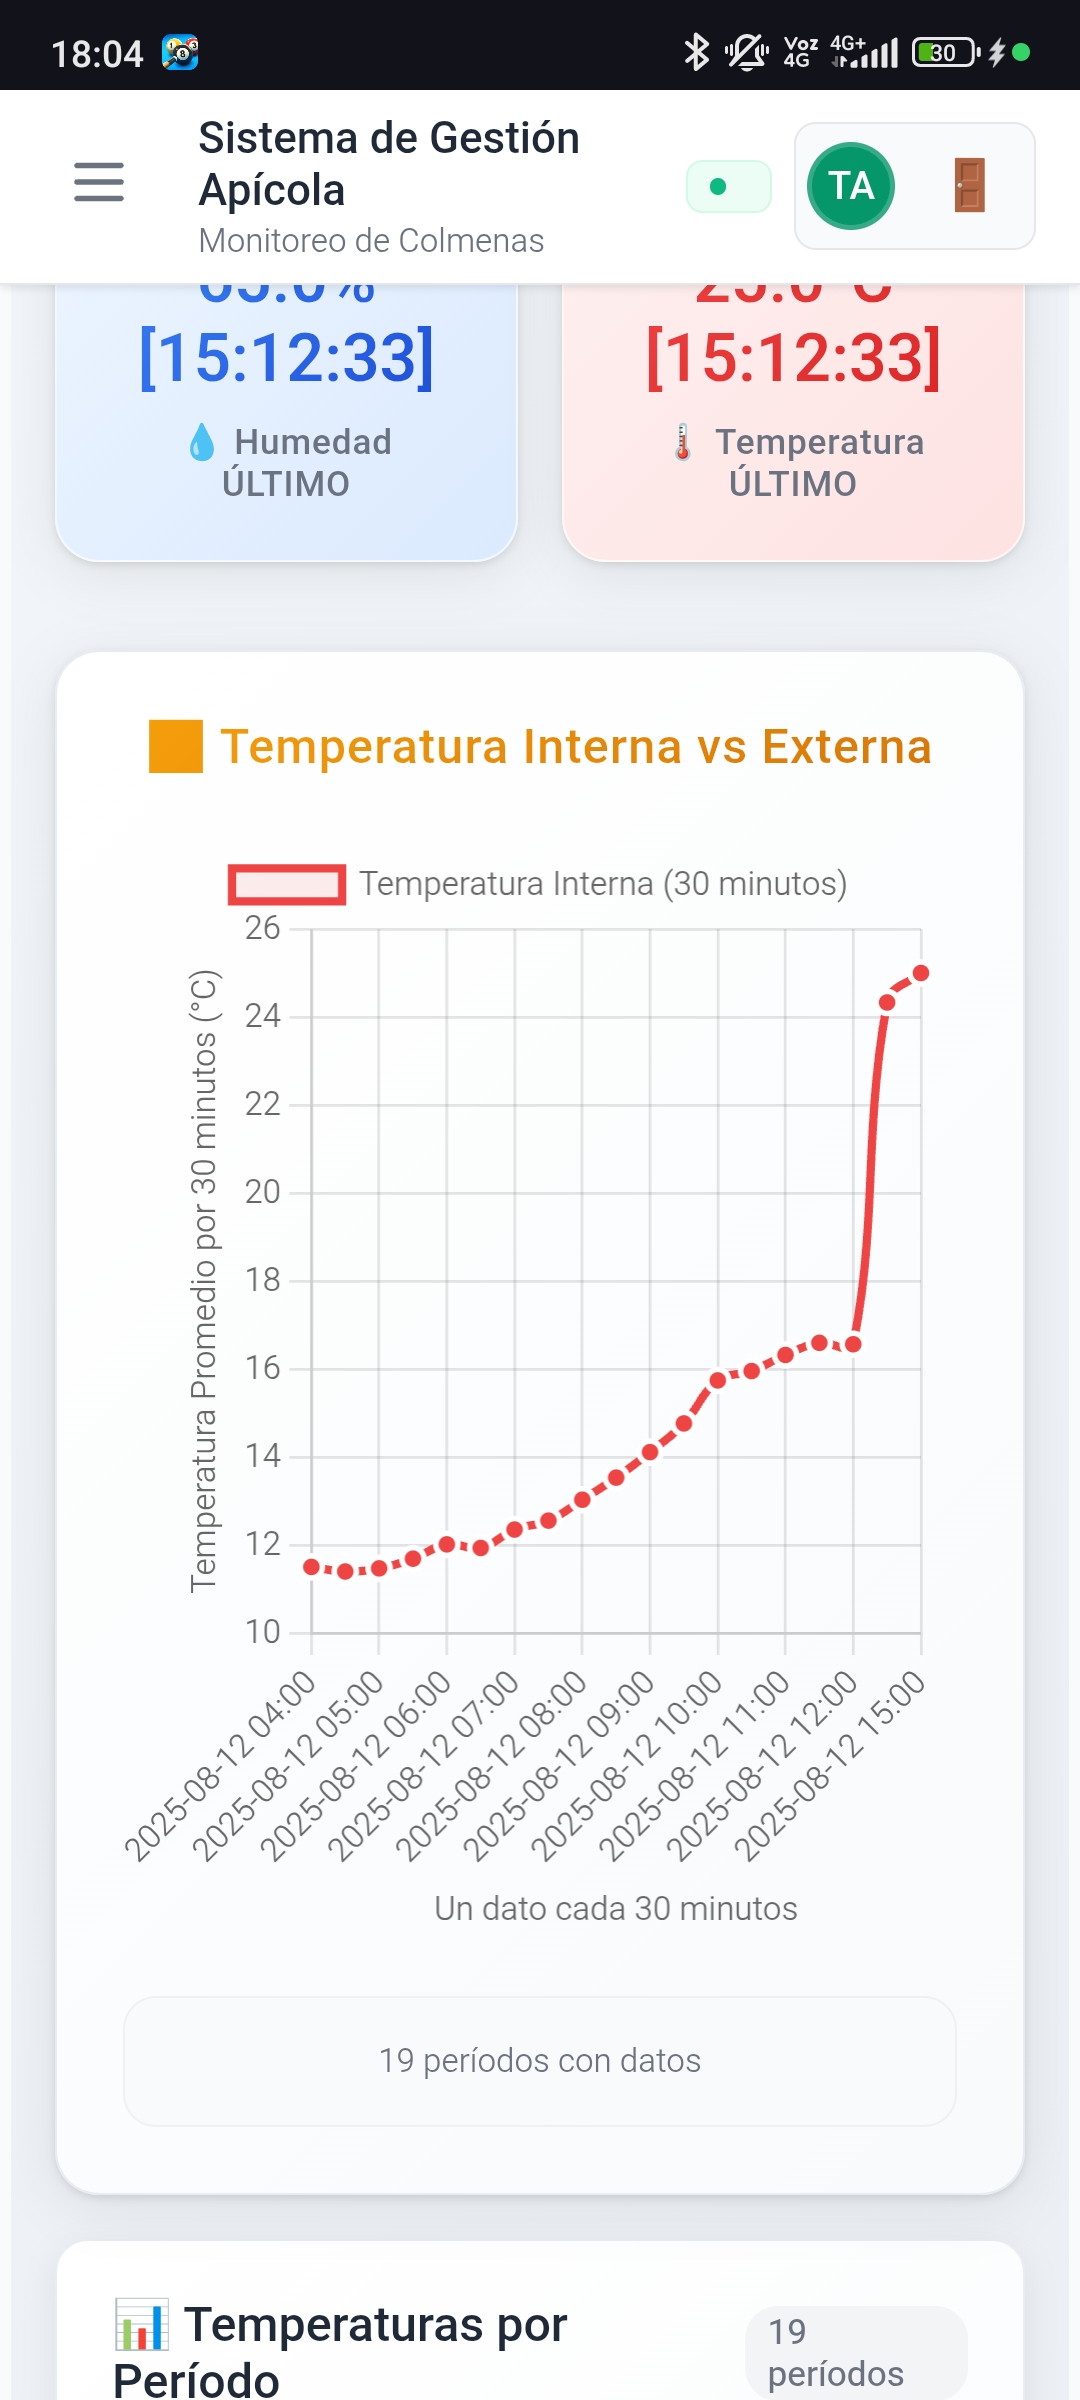 18:04
Voz 4G
4G+
30
Sistema de Gestión
Apícola
Monitoreo de Colmenas
TA
[15:12:33]
Humedad
ÚLTIMO
[15:12:33]
Temperatura
ÚLTIMO
Temperatura Interna vs Externa
Temperatura Interna (30 minutos)
Temperatura Promedio por 30 minutos (°C)
26
24
22
20
18
16
14
12
10
2025-08-12 04:00
2025-08-12 05:00
2025-08-12 06:00
2025-08-12 07:00
2025-08-12 08:00
2025-08-12 09:00
2025-08-12 10:00
2025-08-12 11:00
2025-08-12 12:00
2025-08-12 15:00
Un dato cada 30 minutos
19 períodos con datos
Temperaturas por
Período
19
períodos